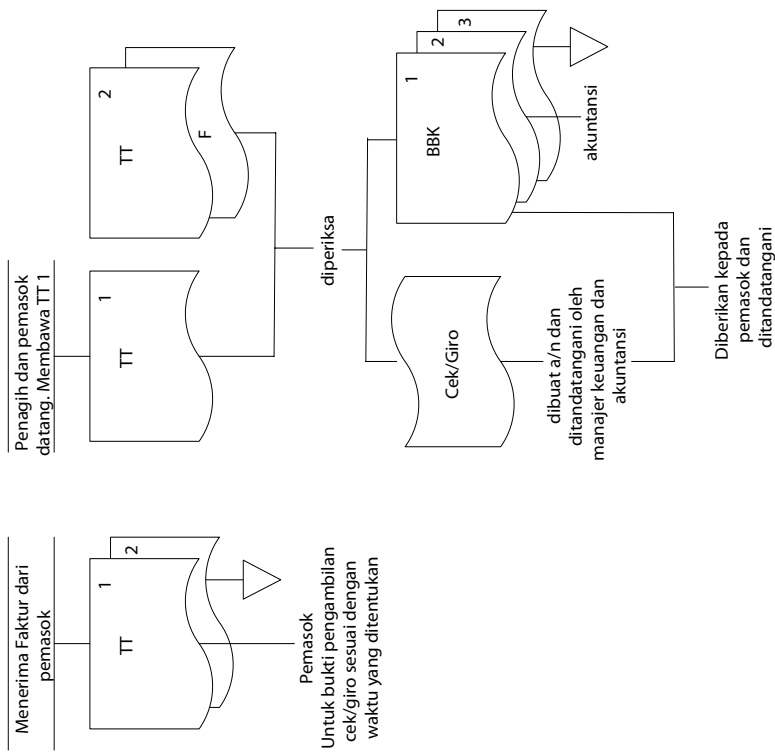 Menerima Faktur dari
pemasok
TT
1
2
Pemasok
Untuk bukti pengambilan
cek/giro sesuai dengan
waktu yang ditentukan
Penagih dan pemasok
datang. Membawa TT 1
TT
1
TT
2
F
diperiksa
Cek/Giro
dibuat a/n dan
ditandatangani oleh
manajer keuangan dan
akuntansi
BBK
1
2
3
akuntansi
Diberikan kepada
pemasok dan
ditandatangani